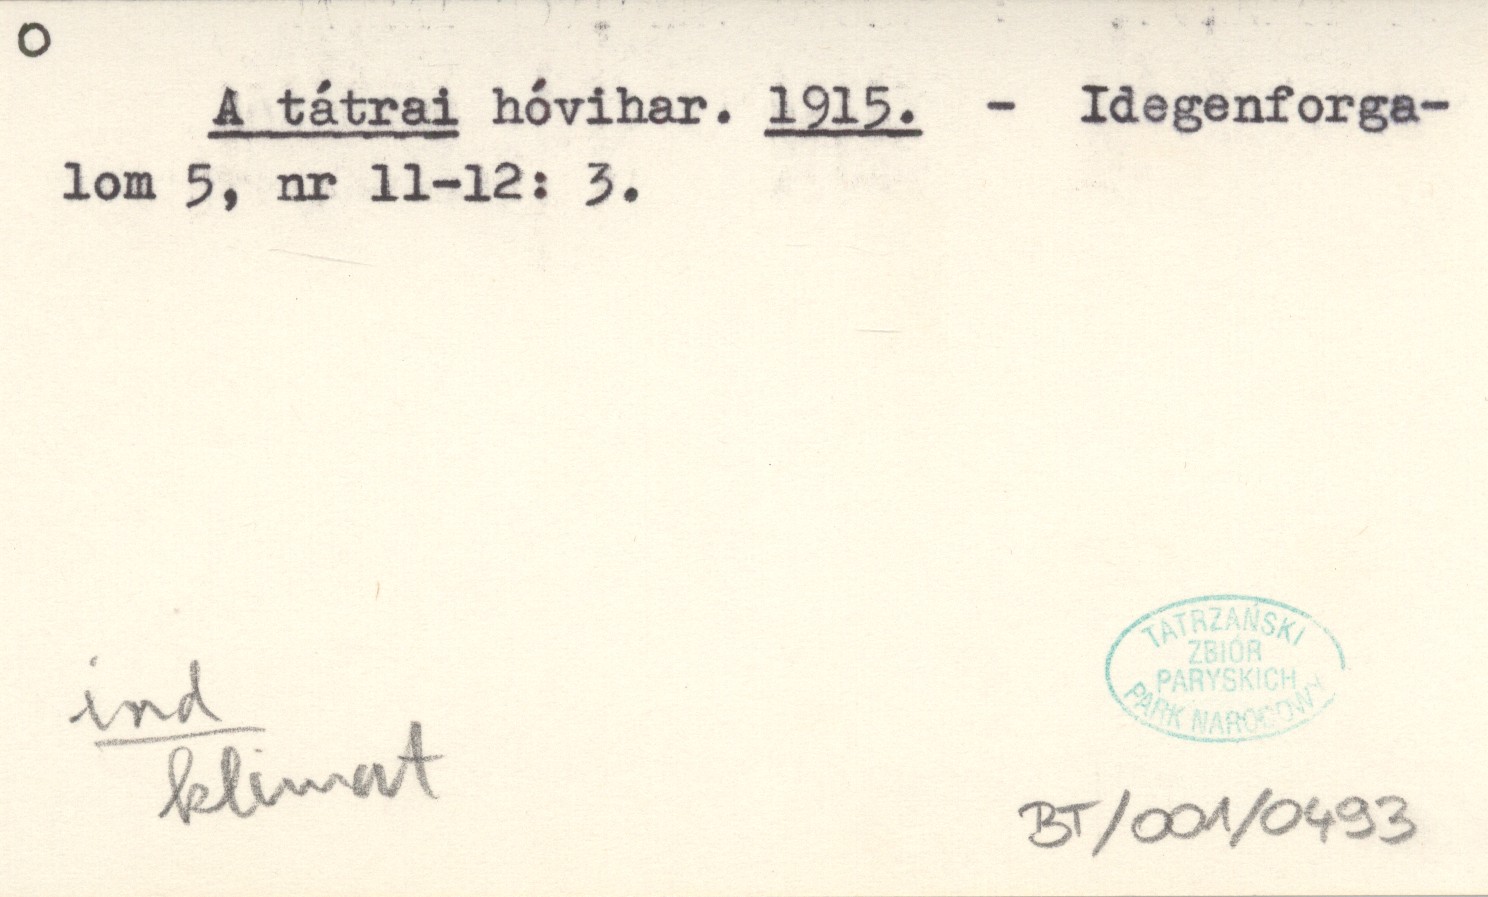 O
A tátrai hóvihar. 1915. - Idegenforga-
lom 5, nr 11-12: 3.
ind
klimat
TATRZAŃSKI
ZBIÓR
PARYSKICH
PARK NARODOWY
BT/001/0493